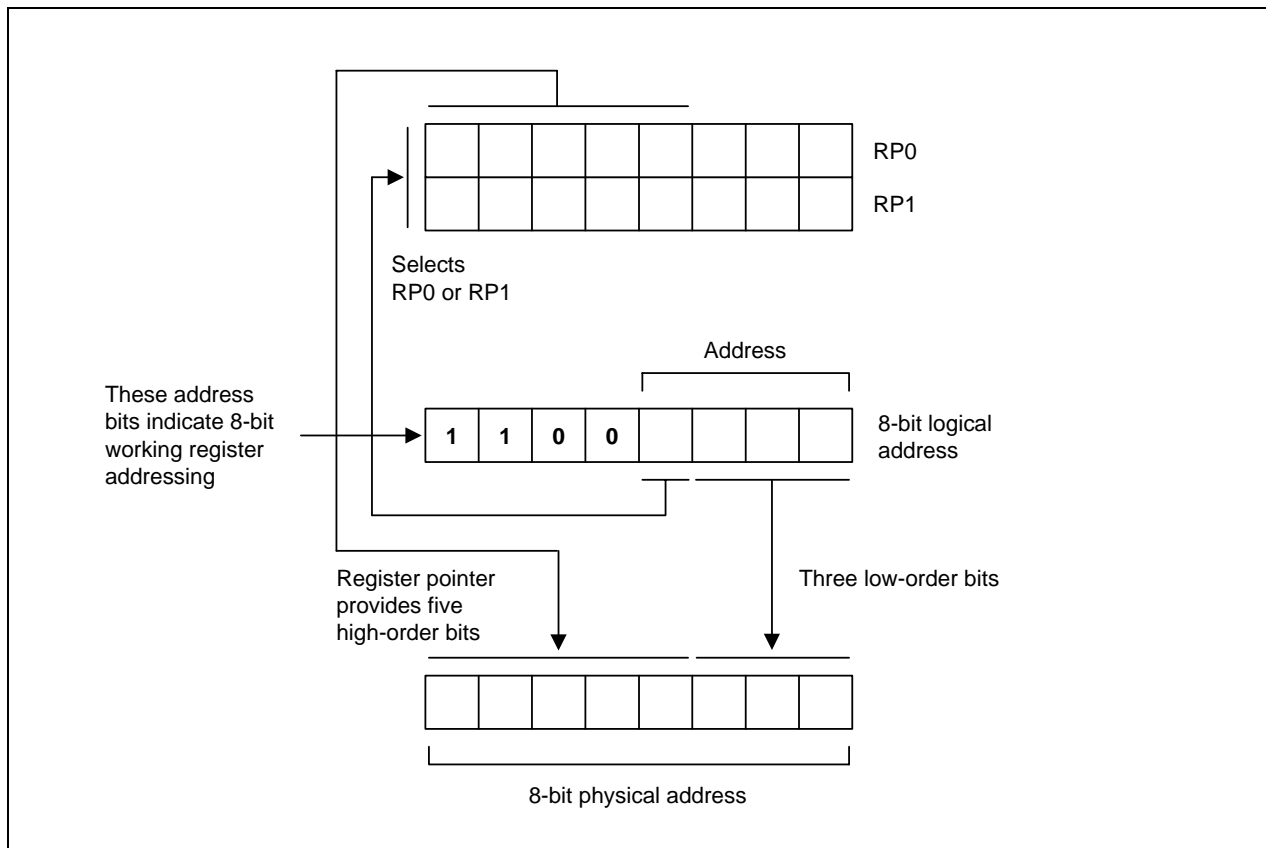 RP0
RP1
Selects
RP0 or RP1
Address
These address
bits indicate 8-bit
working register
addressing
1 1 0 0
8-bit logical
address
Register pointer
provides five
high-order bits
Three low-order bits
8-bit physical address